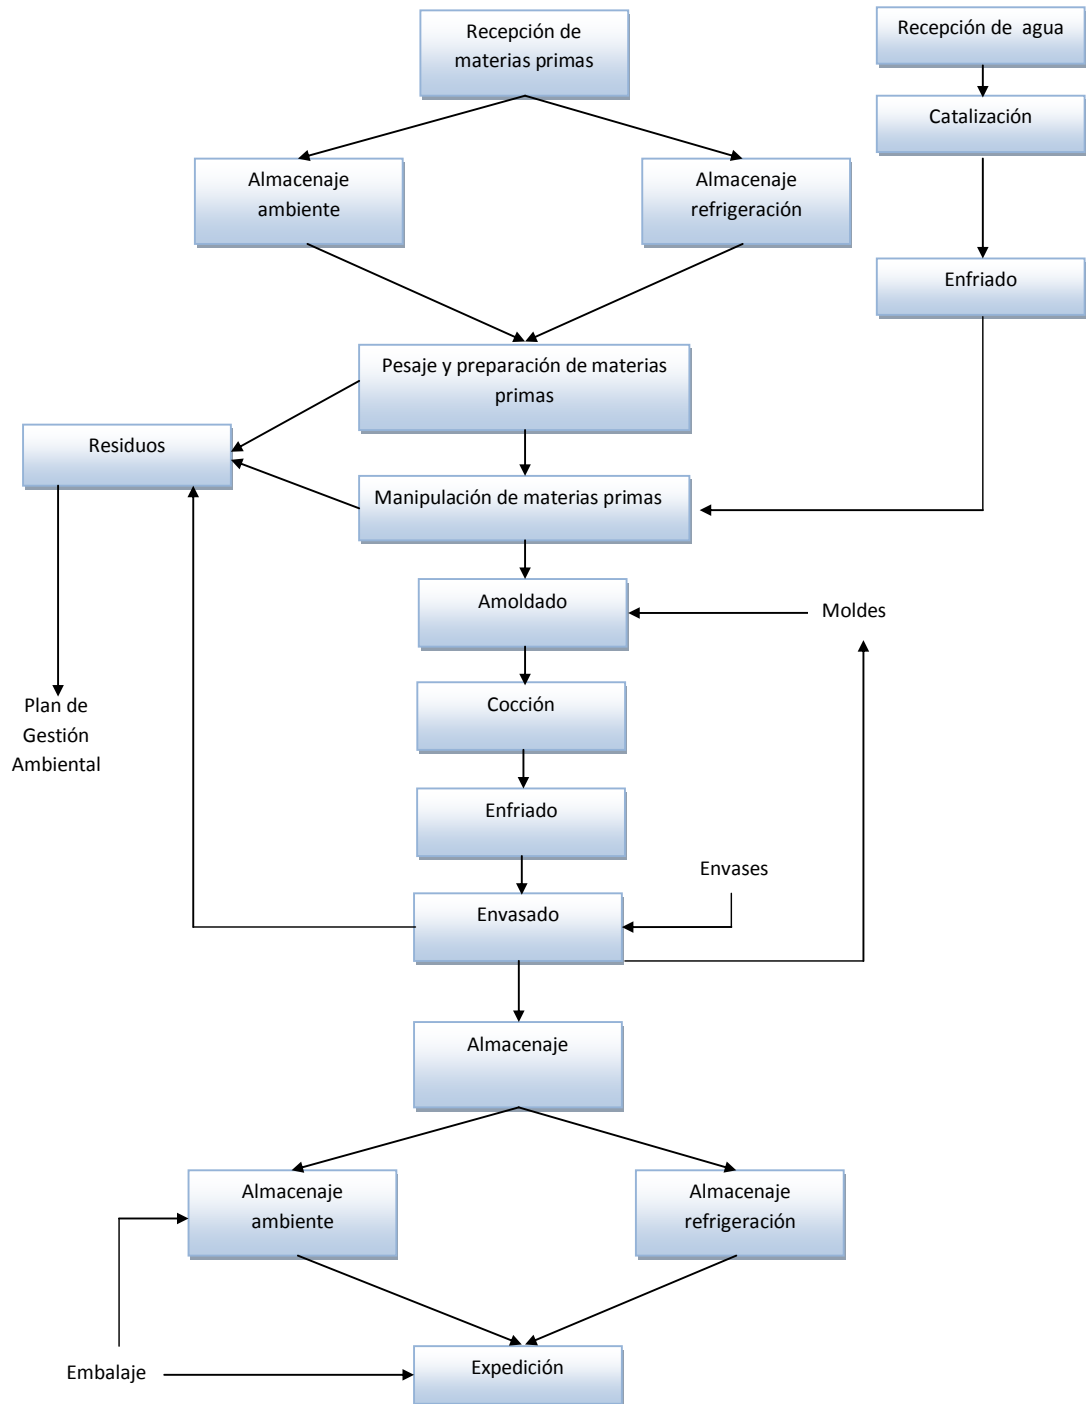 Recepción de
materias primas
Recepción de agua
Catalización
Almacenaje
ambiente
Almacenaje
refrigeración
Enfriado
Pesaje y preparación de materias
primas
Residuos
Manipulación de materias primas
Amoldado
Moldes
Cocción
Plan de
Gestión
Ambiental
Enfriado
Envases
Envasado
Almacenaje
Almacenaje
ambiente
Almacenaje
refrigeración
Embalaje
Expedición